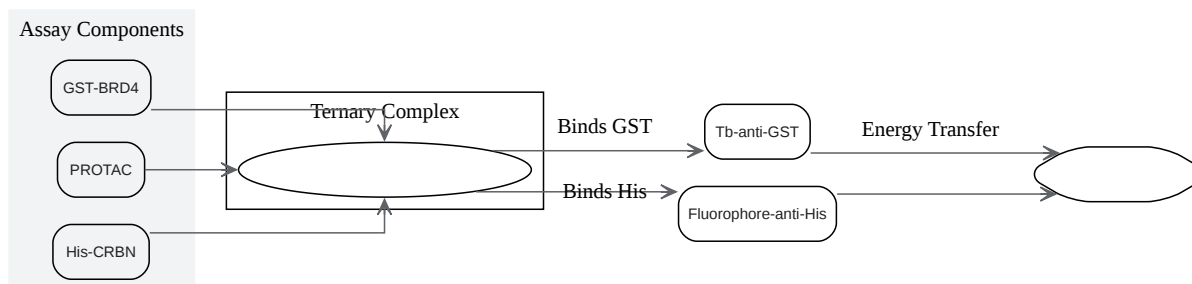 Assay Components
GST-BRD4
PROTAC
His-CRBN
Ternary Complex
Binds GST
Binds His
Tb-anti-GST
Fluorophore-anti-His
Energy Transfer